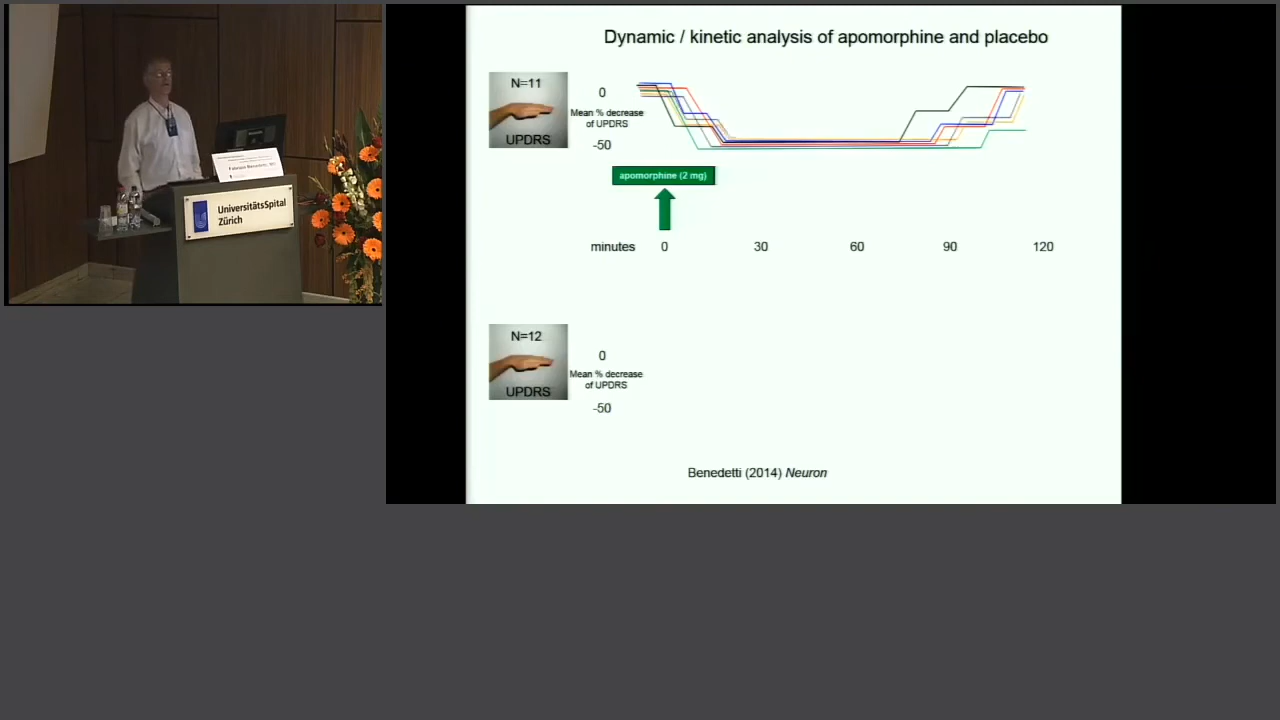 Dynamic / kinetic analysis of apomorphine and placebo
N=11
UPDRS
0
Mean % decrease
of UPDRS
-50
apomorphine (2 mg)
minutes 0 30 60 90 120
N=12
UPDRS
0
Mean % decrease
of UPDRS
-50
Benedetti (2014) Neuron
UniversitätsSpital
Zürich